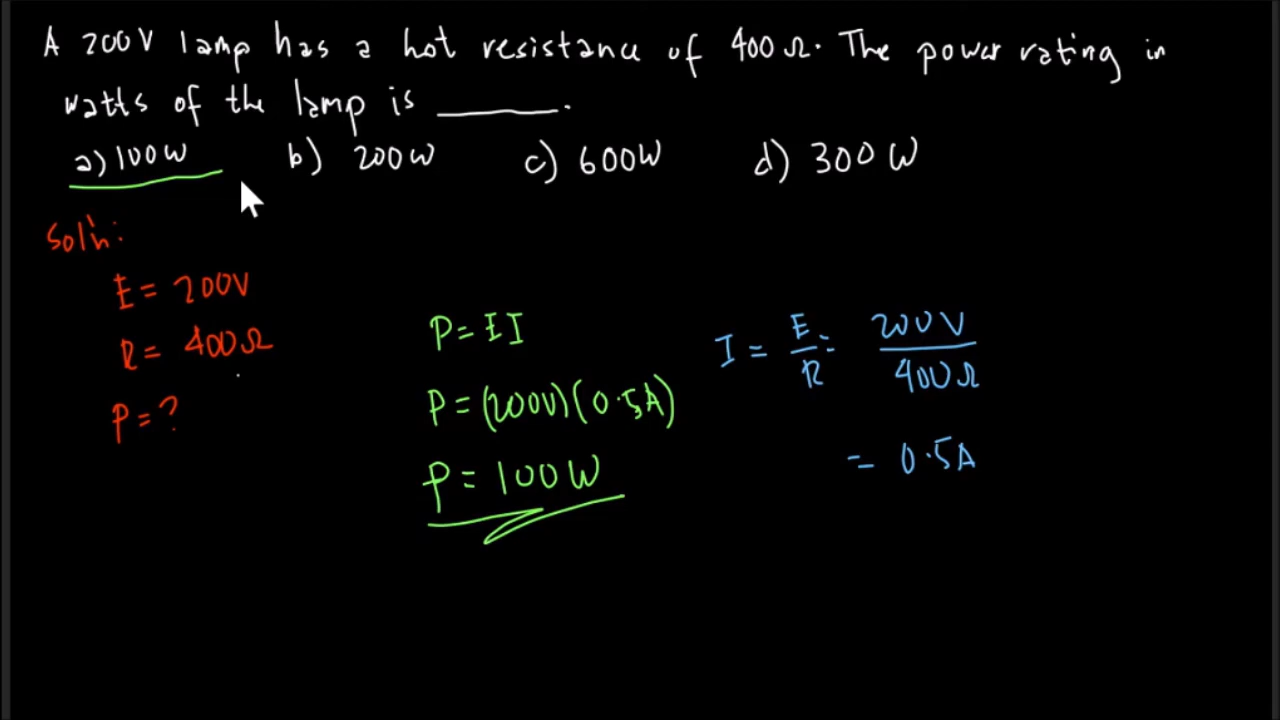 A 200V lamp has a hot resistance of 400Ω. The power rating in
watts of the lamp is ______.
a) 100W b) 200W c) 600W d) 300W
Sol'n:
E = 200V
R = 400Ω
P = ?
P = EI
P = (200V)(0.5A)
P = 100W
I = E/R = 200V/400Ω
= 0.5A